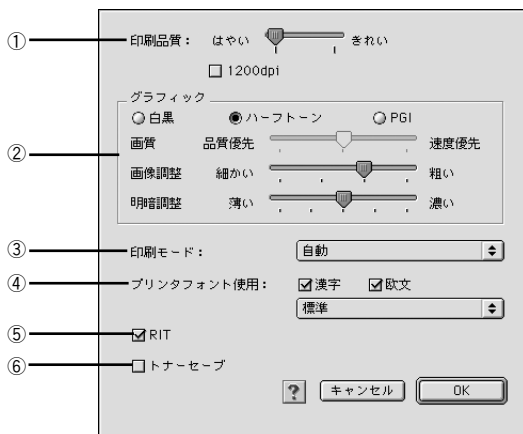 ① 印刷品質： はやい きれい
1200dpi
グラフィック
② 白黒 ハーフトーン PGI
画質 品質優先 速度優先
画像調整 細かい 粗い
明暗調整 薄い 濃い
③ 印刷モード： 自動
④ プリンタフォント使用： 漢字 欧文
標準
⑤ RIT
⑥ トナーセーブ
? キャンセル OK